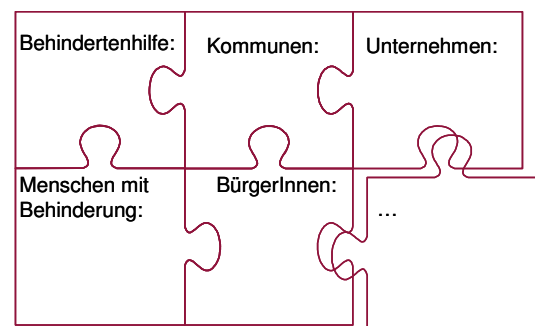 Behindertenhilfe:
Kommunen:
Unternehmen:
Menschen mit
Behinderung:
BürgerInnen:
...